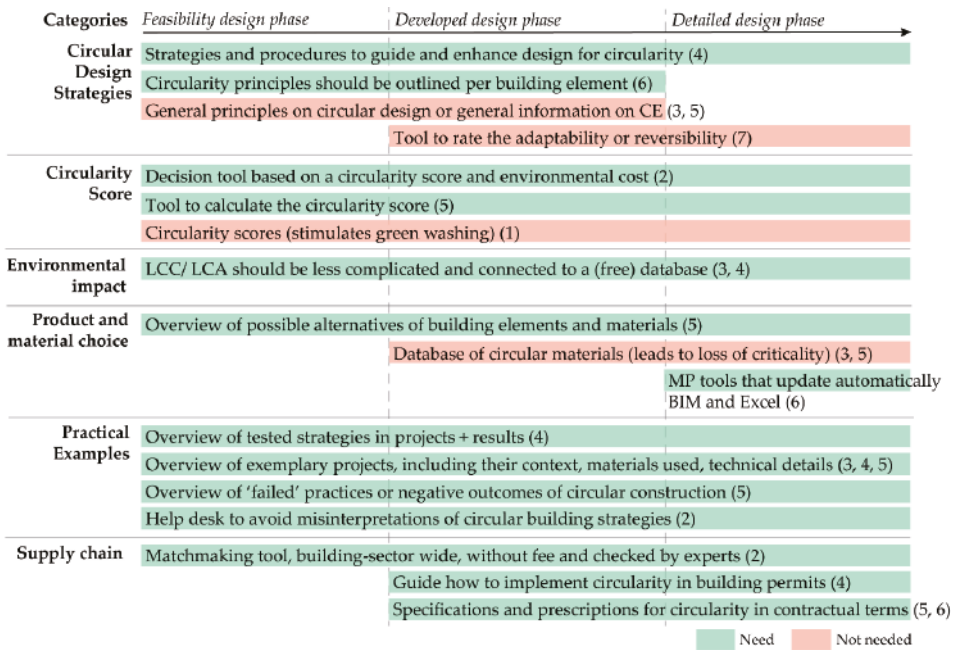 Categories Feasibility design phase Developed design phase Detailed design phase
Circular Design Strategies
Strategies and procedures to guide and enhance design for circularity (4)
Circularity principles should be outlined per building element (6)
General principles on circular design or general information on CE (3, 5)
Tool to rate the adaptability or reversibility (7)
Circularity Score
Decision tool based on a circularity score and environmental cost (2)
Tool to calculate the circularity score (5)
Circularity scores (stimulates green washing) (1)
Environmental impact
LCC/ LCA should be less complicated and connected to a (free) database (3, 4)
Product and material choice
Overview of possible alternatives of building elements and materials (5)
Database of circular materials (leads to loss of criticality) (3, 5)
MP tools that update automatically
BIM and Excel (6)
Practical Examples
Overview of tested strategies in projects + results (4)
Overview of exemplary projects, including their context, materials used, technical details (3, 4, 5)
Overview of 'failed' practices or negative outcomes of circular construction (5)
Help desk to avoid misinterpretations of circular building strategies (2)
Supply chain
Matchmaking tool, building-sector wide, without fee and checked by experts (2)
Guide how to implement circularity in building permits (4)
Specifications and prescriptions for circularity in contractual terms (5, 6)
Need Not needed